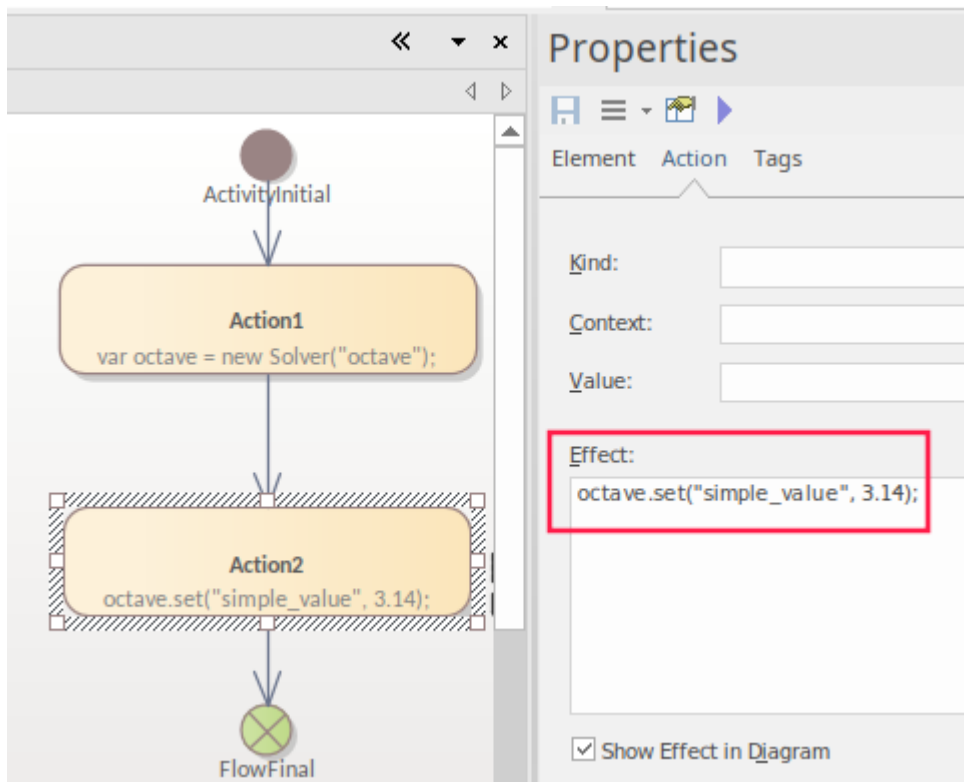 ActivityInitial
Action1
var octave = new Solver("octave");
Action2
octave.set("simple_value", 3.14);
FlowFinal
Properties
Element Action Tags
Kind:
Context:
Value:
Effect:
octave.set("simple_value", 3.14);
Show Effect in Diagram